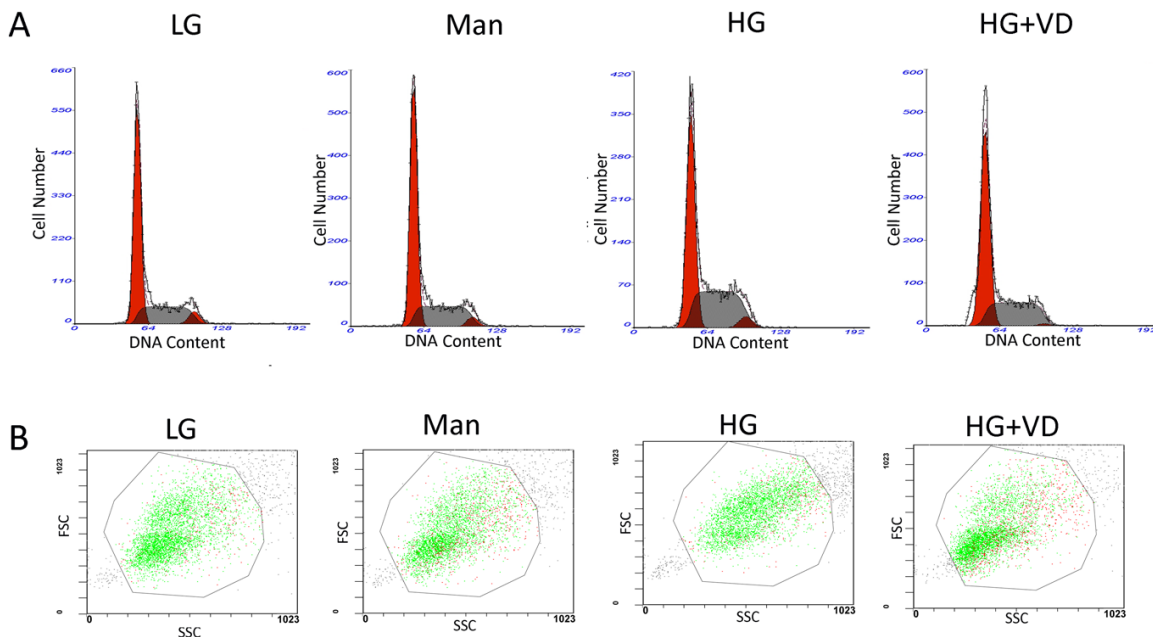 A
LG Man HG HG+VD
660 550 440 330 220 110 0
Cell Number
0 64 128 192
DNA Content
600 500 400 300 200 100 0
Cell Number
0 64 128 192
DNA Content
420 350 280 210 140 70 0
Cell Number
0 64 128 192
DNA Content
600 500 400 300 200 100 0
Cell Number
0 64 128 192
DNA Content
B
LG Man HG HG+VD
1023
FSC
0
0 1023
SSC
1023
FSC
0
0 1023
SSC
1023
FSC
0
0 1023
SSC
1023
FSC
0
0 1023
SSC